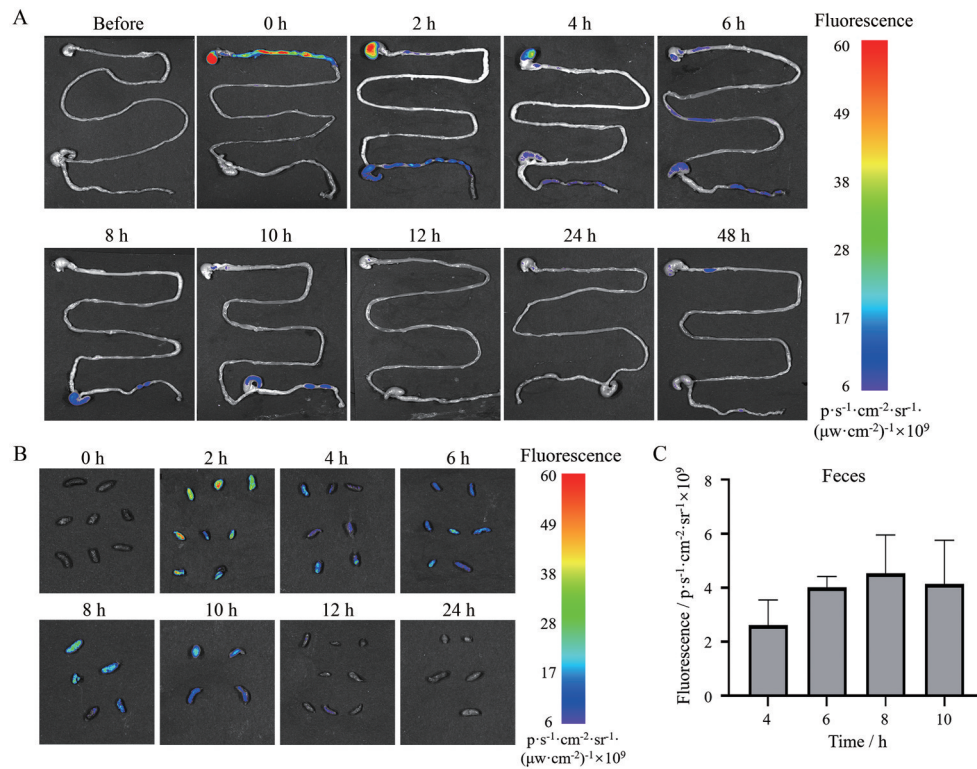 A
Before
0 h
2 h
4 h
6 h
Fluorescence
60
49
38
28
17
6
p·s⁻¹·cm⁻²·sr⁻¹·
(μw·cm⁻²)⁻¹×10⁹
8 h
10 h
12 h
24 h
48 h
B
0 h
2 h
4 h
6 h
Fluorescence
60
49
38
28
17
6
p·s⁻¹·cm⁻²·sr⁻¹·
(μw·cm⁻²)⁻¹×10⁹
8 h
10 h
12 h
24 h
C
Feces
Fluorescence / p·s⁻¹·cm⁻²·sr⁻¹×10⁹
8
6
4
2
0
4
6
8
10
Time / h